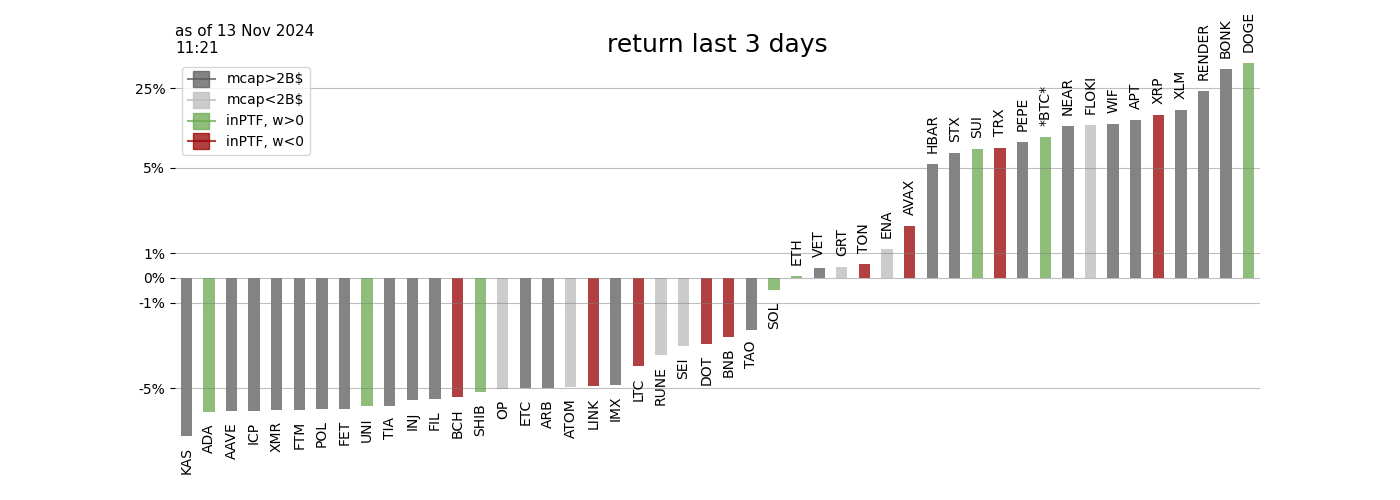 as of 13 Nov 2024
11:21
return last 3 days
mcap>2B$
mcap<2B$
inPTF, w>0
inPTF, w<0
25%
5%
1%
0%
-1%
-5%
KAS
ADA
AAVE
ICP
XMR
FTM
POL
FET
UNI
TIA
INJ
FIL
BCH
SHIB
OP
ETC
ARB
ATOM
LINK
IMX
LTC
RUNE
SEI
DOT
BNB
TAO
SOL
ETH
VET
GRT
TON
ENA
AVAX
HBAR
STX
SUI
TRX
PEPE
*BTC*
NEAR
FLOKI
WIF
APT
XRP
XLM
RENDER
BONK
DOGE